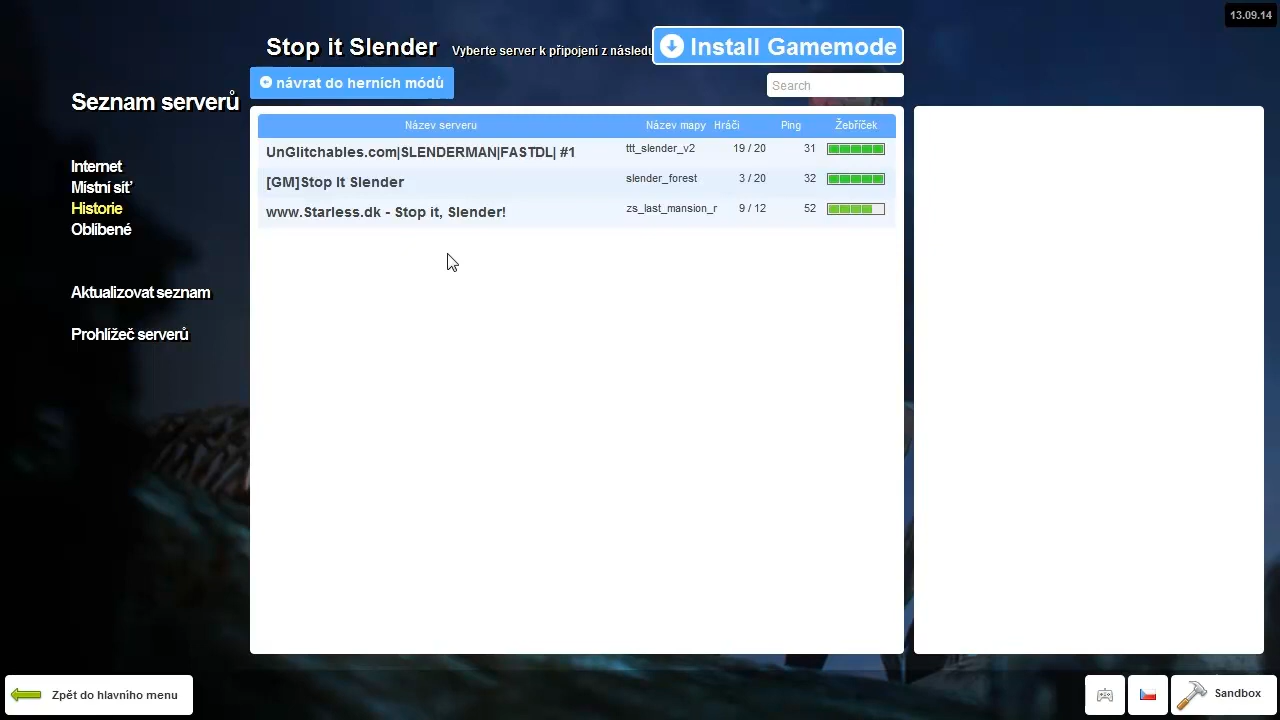 13.09.14
Stop it Slender
Vyberte server k připojení z následu
Install Gamemode
návrat do herních módů
Search
Seznam serverů
Internet
Místní síť
Historie
Oblíbené
Aktualizovat seznam
Prohlížeč serverů
Název serveru Název mapy Hráči Ping Žebříček
UnGlitchables.com|SLENDERMAN|FASTDL| #1 ttt_slender_v2 19 / 20 31
[GM]Stop It Slender slender_forest 3 / 20 32
www.Starless.dk - Stop it, Slender! zs_last_mansion_r 9 / 12 52
Zpět do hlavního menu
Sandbox